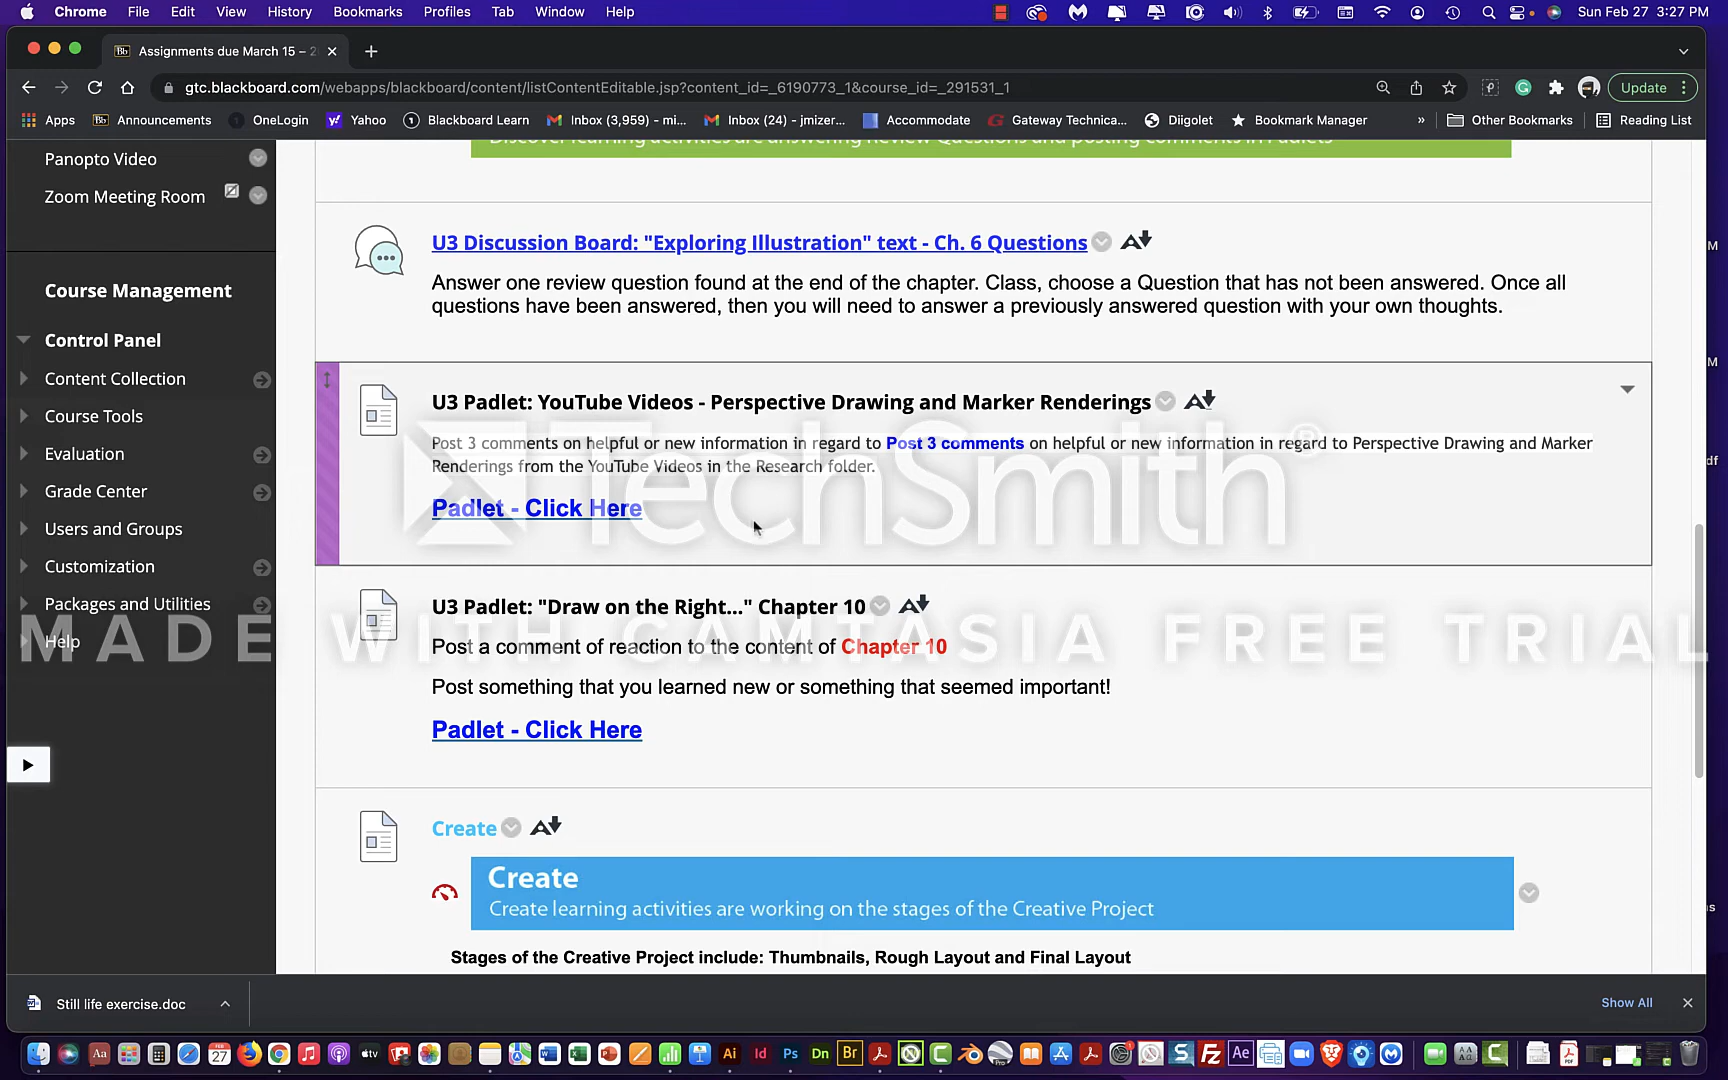 Chrome File Edit View History Bookmarks Profiles Tab Window Help
Sun Feb 27 3:27 PM
Assignments due March 15 – 2
gtc.blackboard.com/webapps/blackboard/content/listContentEditable.jsp?content_id=_6190773_1&course_id=_291531_1
Update
Apps Announcements OneLogin Yahoo Blackboard Learn Inbox (3,959) – mi... Inbox (24) – jmizer... Accommodate Gateway Technica... Diigolet Bookmark Manager » Other Bookmarks Reading List
Panopto Video
Zoom Meeting Room
Course Management
Control Panel
Content Collection
Course Tools
Evaluation
Grade Center
Users and Groups
Customization
Packages and Utilities
Help
Discover learning activities are answering review Questions and posting comments in Padlets
U3 Discussion Board: "Exploring Illustration" text - Ch. 6 Questions
Answer one review question found at the end of the chapter. Class, choose a Question that has not been answered. Once all
questions have been answered, then you will need to answer a previously answered question with your own thoughts.
U3 Padlet: YouTube Videos - Perspective Drawing and Marker Renderings
Post 3 comments on helpful or new information in regard to Post 3 comments on helpful or new information in regard to Perspective Drawing and Marker
Renderings from the YouTube Videos in the Research folder.
Padlet - Click Here
TechSmith®
U3 Padlet: "Draw on the Right..." Chapter 10
MADE WITH CAMTASIA FREE TRIAL
Post a comment of reaction to the content of Chapter 10
Post something that you learned new or something that seemed important!
Padlet - Click Here
Create
Create
Create learning activities are working on the stages of the Creative Project
Stages of the Creative Project include: Thumbnails, Rough Layout and Final Layout
Still life exercise.doc
Show All